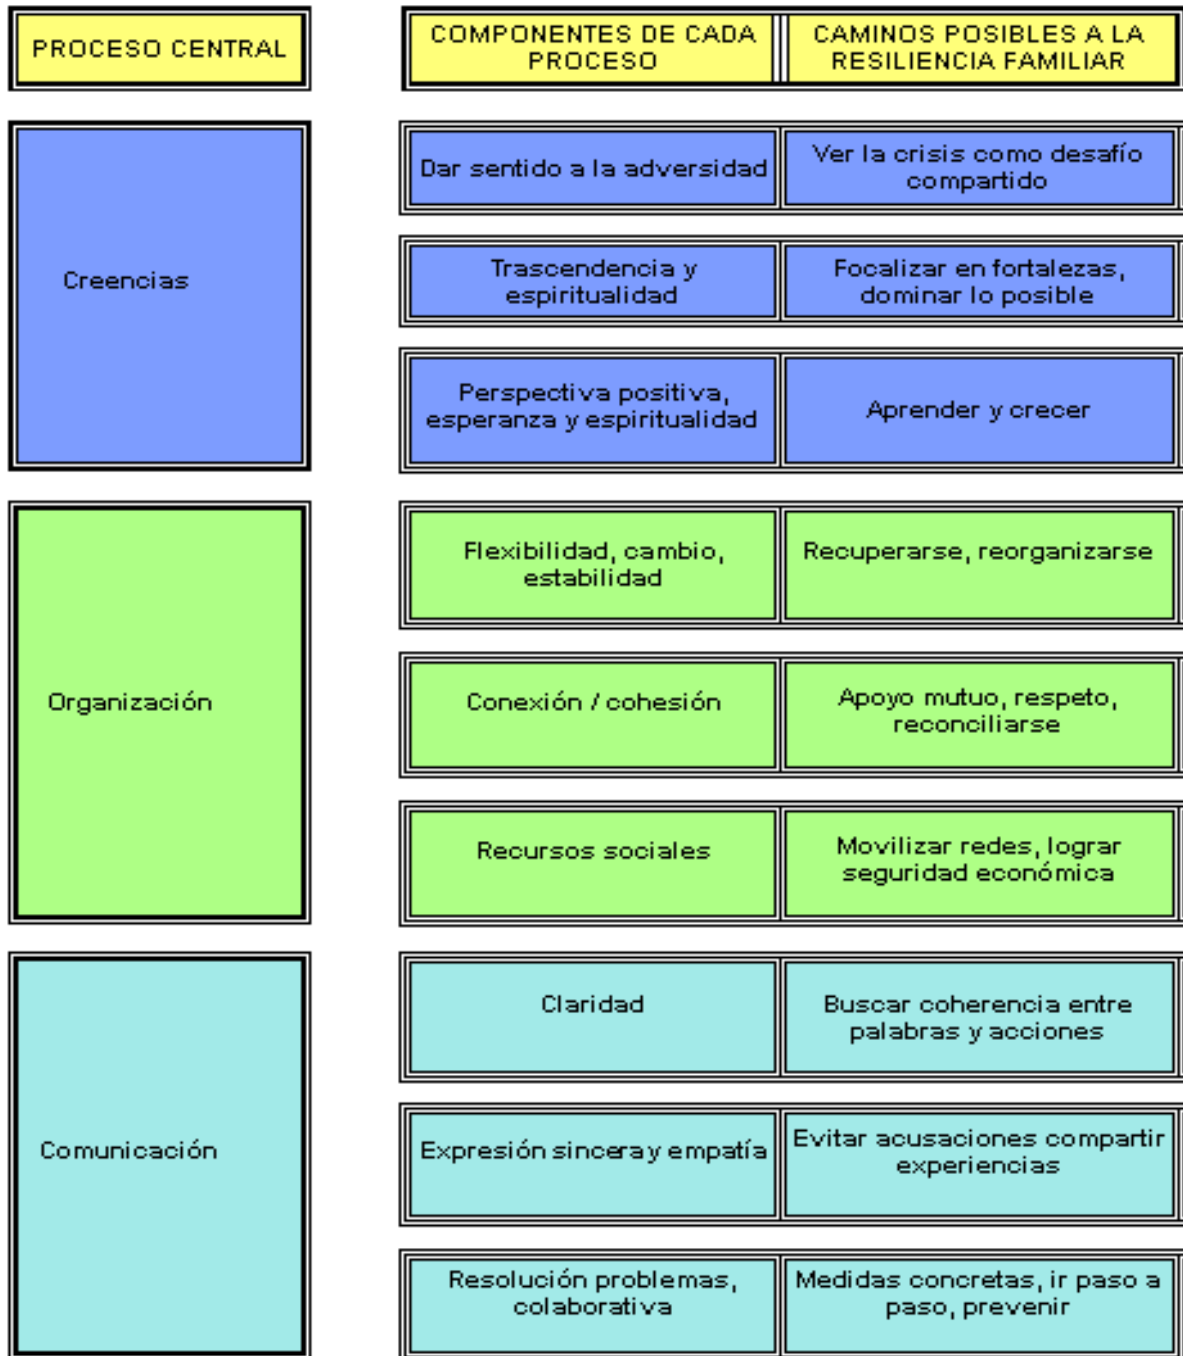 PROCESO CENTRAL
COMPONENTES DE CADA
PROCESO
CAMINOS POSIBLES A LA
RESILIENCIA FAMILIAR
Creencias
Dar sentido a la adversidad
Ver la crisis como desafío
compartido
Trascendencia y
espiritualidad
Focalizar en fortalezas,
dominar lo posible
Perspectiva positiva,
esperanza y espiritualidad
Aprender y crecer
Organización
Flexibilidad, cambio,
estabilidad
Recuperarse, reorganizarse
Conexión / cohesión
Apoyo mutuo, respeto,
reconciliarse
Recursos sociales
Movilizar redes, lograr
seguridad económica
Comunicación
Claridad
Buscar coherencia entre
palabras y acciones
Expresión sincera y empatía
Evitar acusaciones compartir
experiencias
Resolución problemas,
colaborativa
Medidas concretas, ir paso a
paso, prevenir